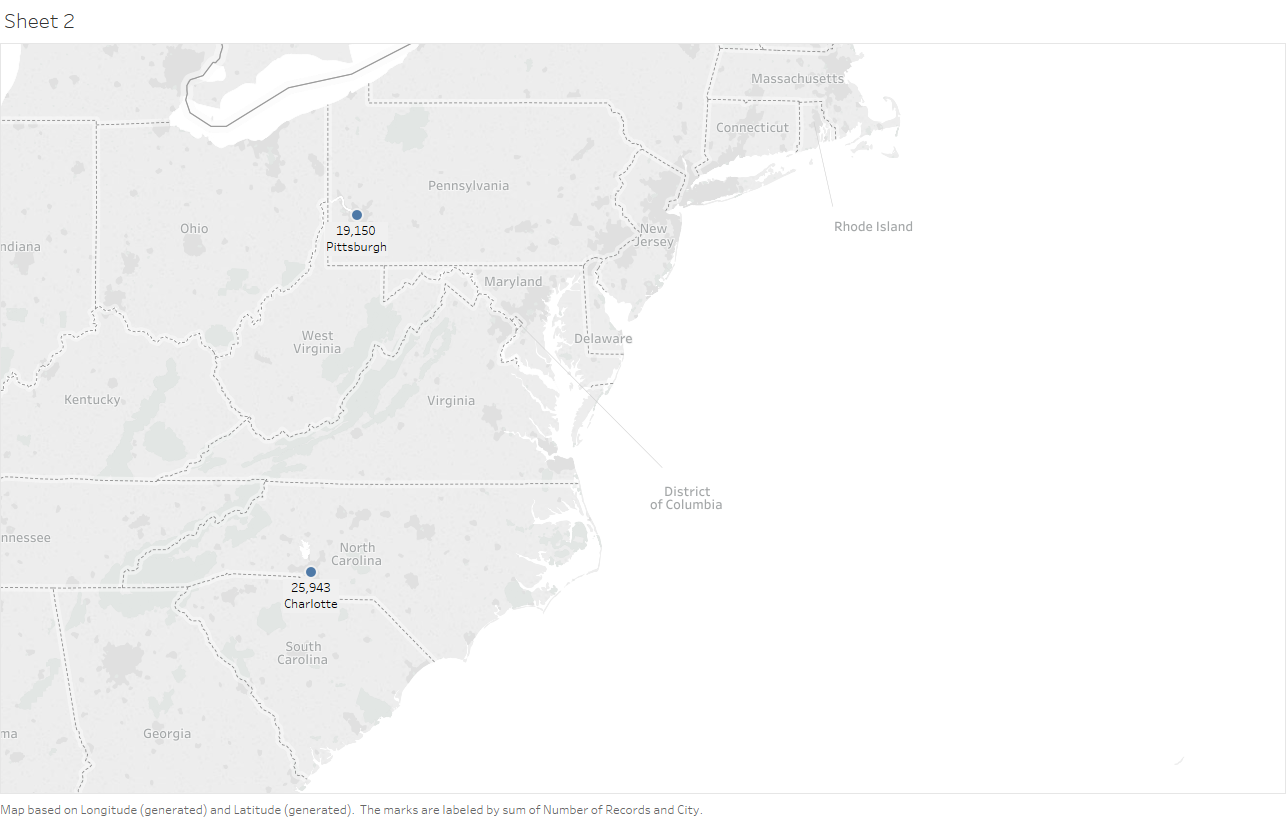 Sheet 2
Massachusetts
Connecticut
Pennsylvania
Rhode Island
Ohio
New
Jersey
19,150
Pittsburgh
ndiana
Maryland
West
Virginia
Delaware
Kentucky
Virginia
District
of Columbia
nnessee
North
Carolina
25,943
Charlotte
South
Carolina
ma
Georgia
Map based on Longitude (generated) and Latitude (generated).  The marks are labeled by sum of Number of Records and City.